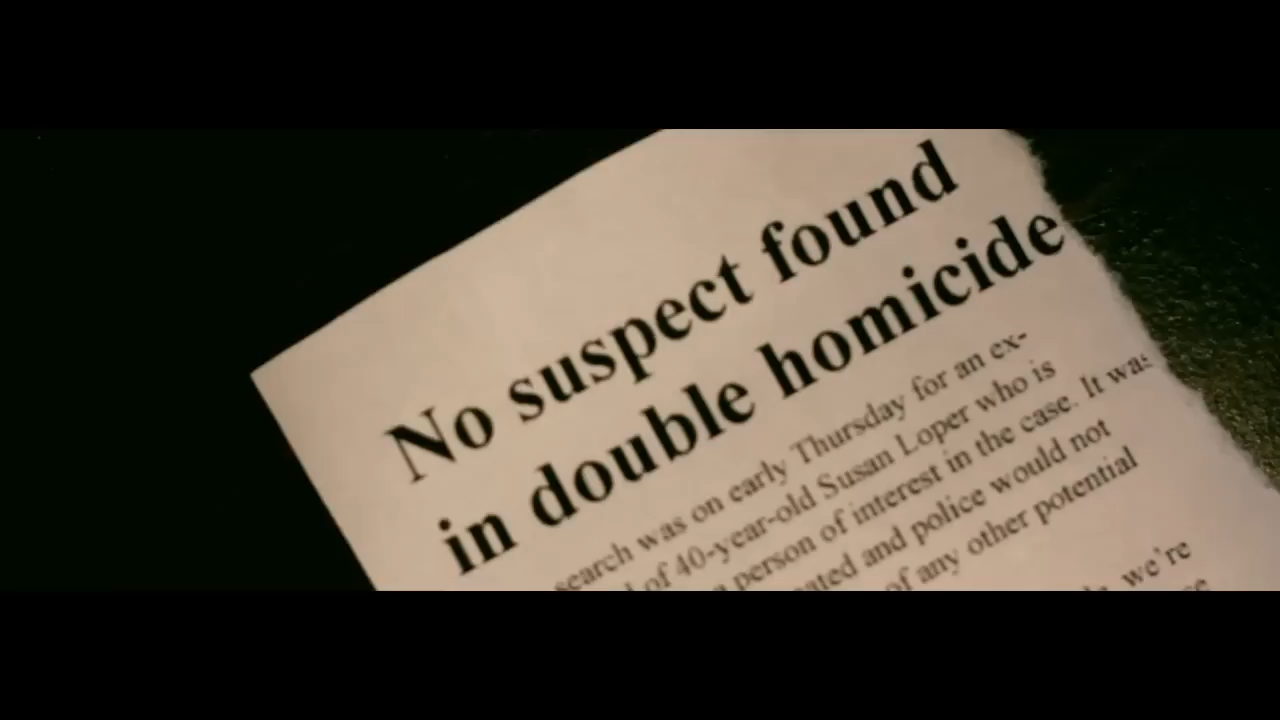 No suspect found
in double homicide
search was on early Thursday for an ex-
of 40-year-old Susan Loper who is
a person of interest in the case. It was
and police would not
of any other potential
we're